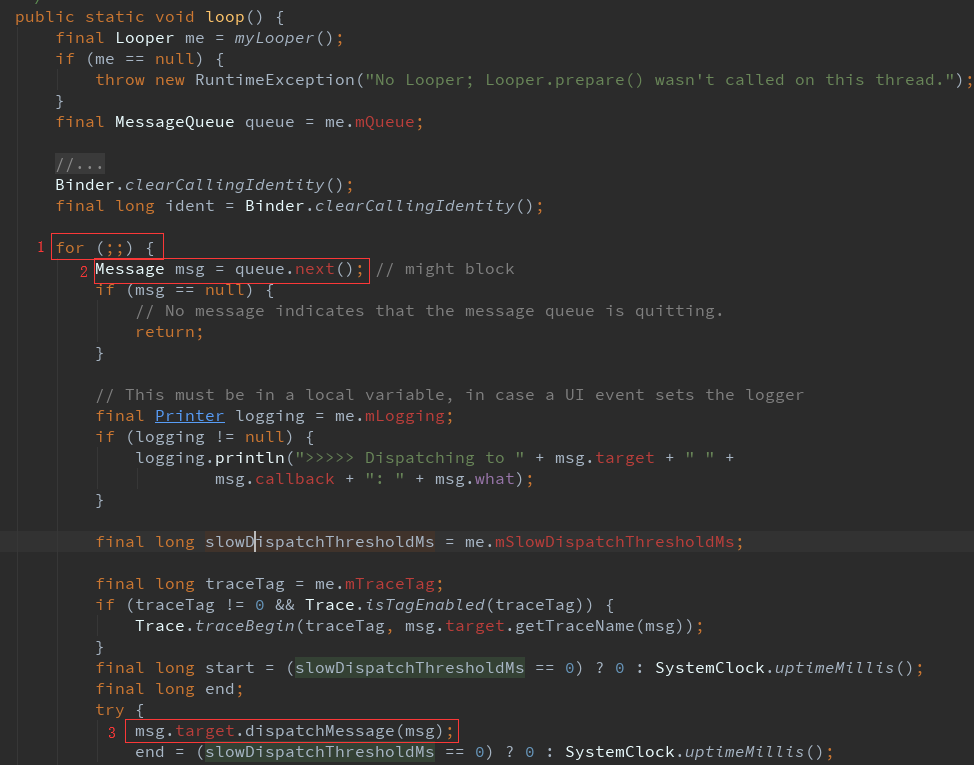 public static void loop() {
    final Looper me = myLooper();
    if (me == null) {
        throw new RuntimeException("No Looper; Looper.prepare() wasn't called on this thread.");
    }
    final MessageQueue queue = me.mQueue;
    //...
    Binder.clearCallingIdentity();
    final long ident = Binder.clearCallingIdentity();
1 for (;;) {
2 Message msg = queue.next(); // might block
        if (msg == null) {
            // No message indicates that the message queue is quitting.
            return;
        }
        // This must be in a local variable, in case a UI event sets the logger
        final Printer logging = me.mLogging;
        if (logging != null) {
            logging.println(">>>>> Dispatching to " + msg.target + " " +
                    msg.callback + ": " + msg.what);
        }
        final long slowDispatchThresholdMs = me.mSlowDispatchThresholdMs;
        final long traceTag = me.mTraceTag;
        if (traceTag != 0 && Trace.isTagEnabled(traceTag)) {
            Trace.traceBegin(traceTag, msg.target.getTraceName(msg));
        }
        final long start = (slowDispatchThresholdMs == 0) ? 0 : SystemClock.uptimeMillis();
        final long end;
        try {
3 msg.target.dispatchMessage(msg);
            end = (slowDispatchThresholdMs == 0) ? 0 : SystemClock.uptimeMillis();